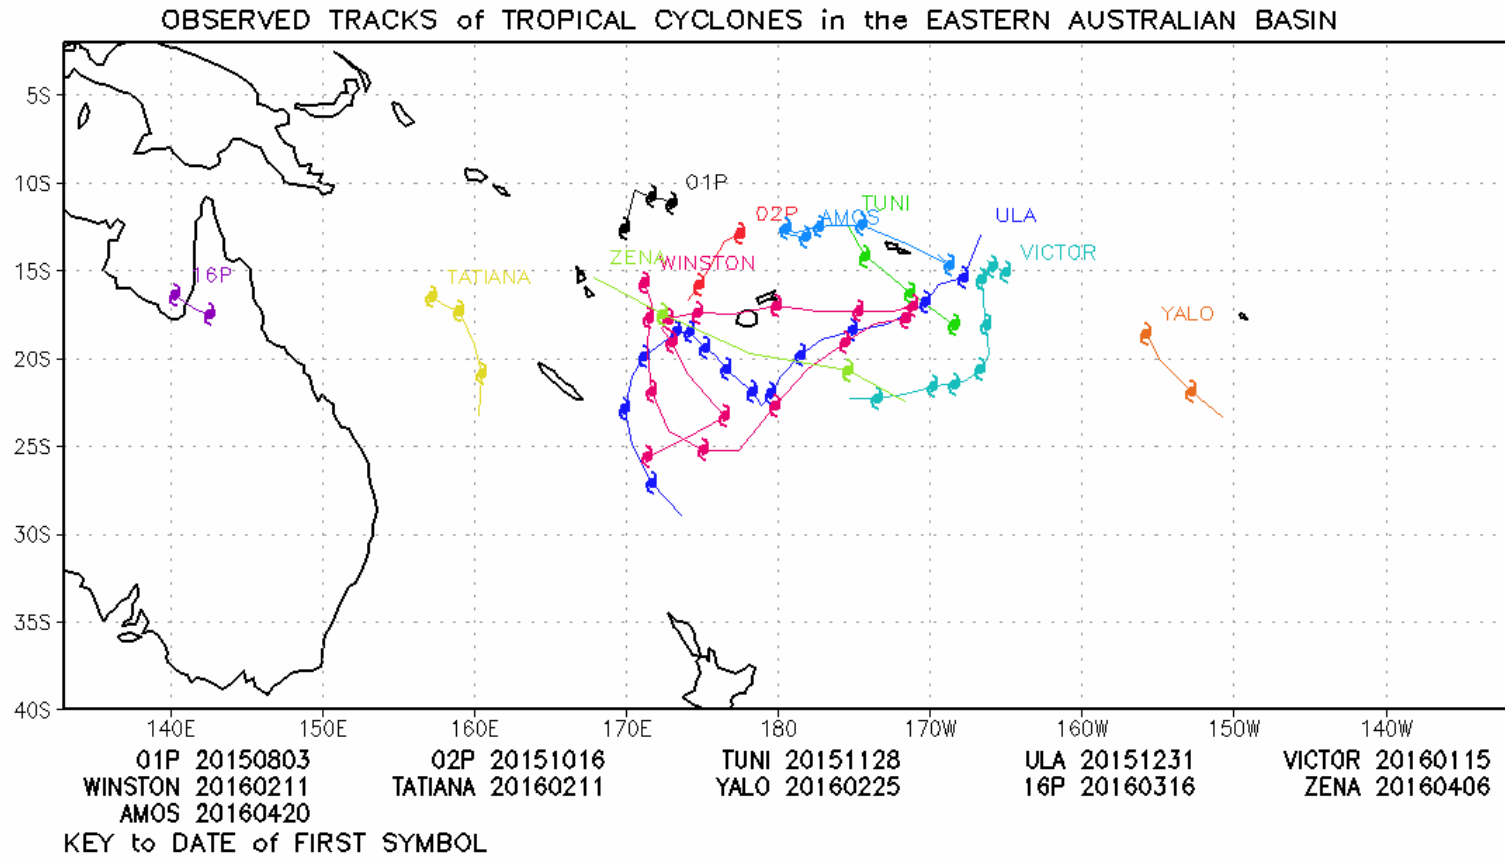 OBSERVED TRACKS of TROPICAL CYCLONES in the EASTERN AUSTRALIAN BASIN
5S
10S
01P
02P
AMOS
TUNI
ULA
15S
16P
TATIANA
ZENA
WINSTON
VICTOR
YALO
20S
25S
30S
35S
40S
140E 150E 160E 170E 180 170W 160W 150W 140W
01P 20150803 02P 20151016 TUNI 20151128 ULA 20151231 VICTOR 20160115
WINSTON 20160211 TATIANA 20160211 YALO 20160225 16P 20160316 ZENA 20160406
AMOS 20160420
KEY to DATE of FIRST SYMBOL